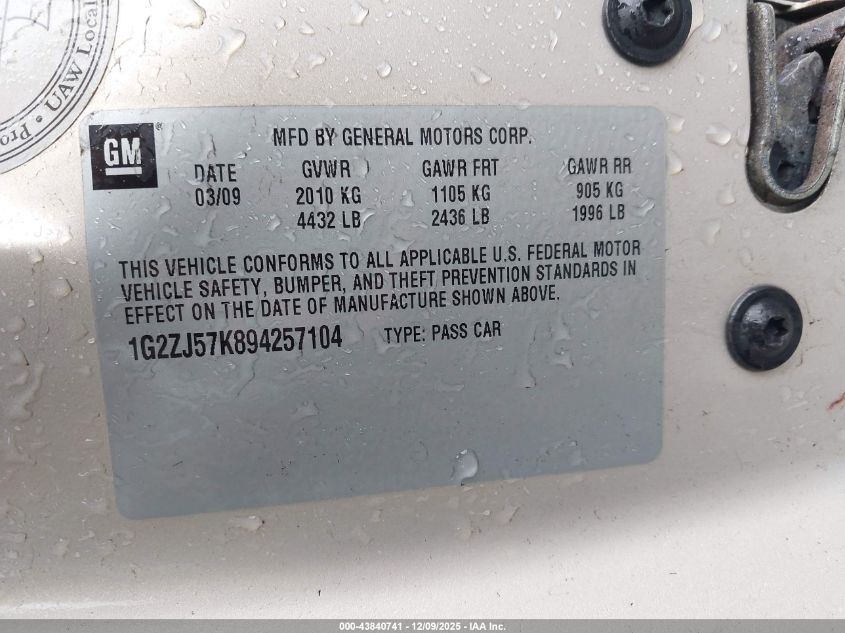 Pro
• UAW Local
GM
MFD BY GENERAL MOTORS CORP.
DATE GVWR GAWR FRT GAWR RR
03/09 2010 KG 1105 KG 905 KG
4432 LB 2436 LB 1996 LB
THIS VEHICLE CONFORMS TO ALL APPLICABLE U.S. FEDERAL MOTOR
VEHICLE SAFETY, BUMPER, AND THEFT PREVENTION STANDARDS IN
EFFECT ON THE DATE OF MANUFACTURE SHOWN ABOVE.
1G2ZJ57K894257104 TYPE: PASS CAR
000-43840741 | 12/09/2025 | IAA Inc.